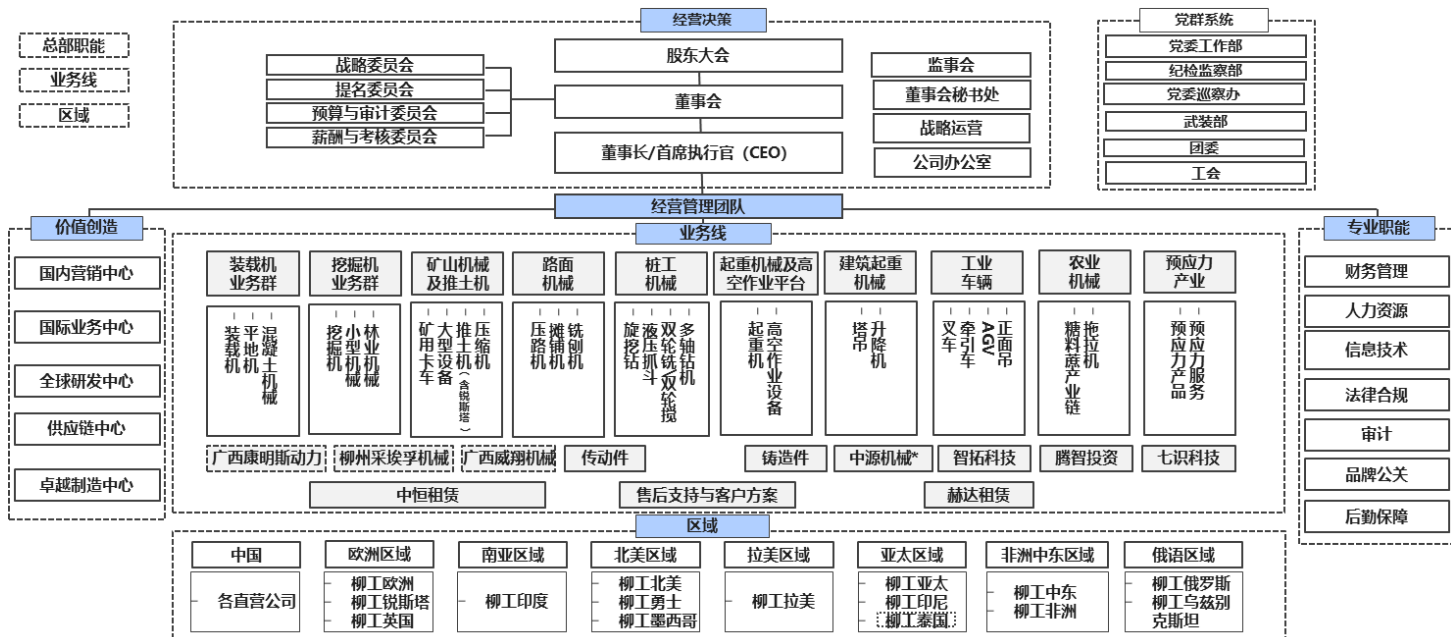 总部职能
业务线
区域
经营决策
战略委员会
提名委员会
预算与审计委员会
薪酬与考核委员会
股东大会
董事会
董事长/首席执行官（CEO）
监事会
董事会秘书处
战略运营
公司办公室
党群系统
党委工作部
纪检监察部
党委巡察办
武装部
团委
工会
经营管理团队
价值创造
国内营销中心
国际业务中心
全球研发中心
供应链中心
卓越制造中心
业务线
装载机
业务群
装载机
平地机
混凝土机械
挖掘机
业务群
挖掘机
小型机械
林业机械
矿山机械
及推土机
矿用卡车
大型设备
推土机（含锐斯塔）
压缩机
路面
机械
压路机
摊铺机
铣刨机
桩工
机械
旋挖钻
液压抓斗
双轮铣/双轮搅
多轴钻机
起重机械及高
空作业平台
起重机
高空作业设备
建筑起重
机械
塔吊
升降机
工业
车辆
叉车
牵引车
AGV
正面吊
农业
机械
糖料蔗产业链
拖拉机
预应力
产业
预应力产品
预应力服务
广西康明斯动力
柳州采埃孚机械
广西威翔机械
传动件
铸造件
中源机械*
智拓科技
腾智投资
七识科技
中恒租赁
售后支持与客户方案
赫达租赁
专业职能
财务管理
人力资源
信息技术
法律合规
审计
品牌公关
后勤保障
区域
中国
各直营公司
欧洲区域
柳工欧洲
柳工锐斯塔
柳工英国
南亚区域
柳工印度
北美区域
柳工北美
柳工勇士
柳工墨西哥
拉美区域
柳工拉美
亚太区域
柳工亚太
柳工印尼
柳工泰国
非洲中东区域
柳工中东
柳工非洲
俄语区域
柳工俄罗斯
柳工乌兹别
克斯坦